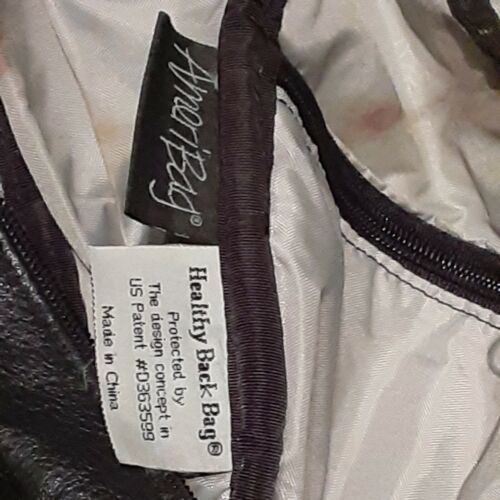 AmeriBag®
Healthy Back Bag®
Protected by
The design concept in
US Patent #D363599
Made in China